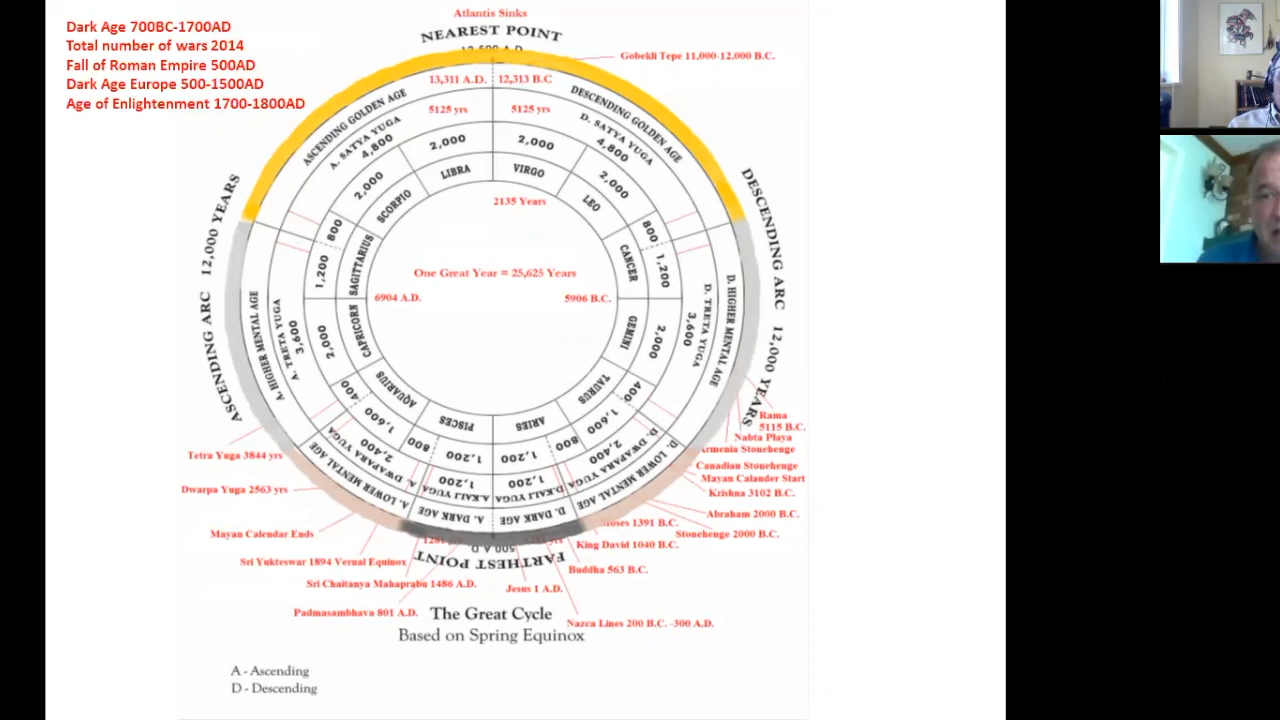 Dark Age 700BC-1700AD
Total number of wars 2014
Fall of Roman Empire 500AD
Dark Age Europe 500-1500AD
Age of Enlightenment 1700-1800AD
Atlantis Sinks
NEAREST POINT
Gobekli Tepe 11,000-12,000 B.C.
13,311 A.D.
12,313 B.C
5125 yrs
5125 yrs
ASCENDING GOLDEN AGE
DESCENDING GOLDEN AGE
A. SATYA YUGA
4,800
D. SATYA YUGA
4,800
2,000
2,000
2,000
2,000
LIBRA
VIRGO
SCORPIO
LEO
2135 Years
800
800
1,200
1,200
SAGITTARIUS
CANCER
ASCENDING ARC 12,000 YEARS
DESCENDING ARC 12,000 YEARS
One Great Year = 25,625 Years
6904 A.D.
5906 B.C.
A. HIGHER MENTAL AGE
A. TRETA YUGA
3,600
2,000
CAPRICORN
GEMINI
2,000
3,600
D. TRETA YUGA
D. HIGHER MENTAL AGE
400
400
AQUARIUS
TAURUS
1,600
1,600
2,400
2,400
A. DWAPARA YUGA
D. DWAPARA YUGA
A. LOWER MENTAL AGE
D. LOWER MENTAL AGE
PISCES
ARIES
800
1,200
1,200
800
1,200
1,200
A.KALI YUGA
D.KALI YUGA
A. DARK AGE
D. DARK AGE
500 A.D
FARTHEST POINT
Rama
5115 B.C.
Nabta Playa
Armenia Stonehenge
Canadian Stonehenge
Mayan Calander Start
Krishna 3102 B.C.
Abraham 2000 B.C.
Moses 1391 B.C.
Stonehenge 2000 B.C.
King David 1040 B.C.
Buddha 563 B.C.
Jesus 1 A.D.
Nazca Lines 200 B.C. -300 A.D.
Tetra Yuga 3844 yrs
Dwarpa Yuga 2563 yrs
Mayan Calendar Ends
Sri Yukteswar 1894 Vernal Equinox
Sri Chaitanya Mahaprabu 1486 A.D.
Padmasambhava 801 A.D.
The Great Cycle
Based on Spring Equinox
A - Ascending
D - Descending